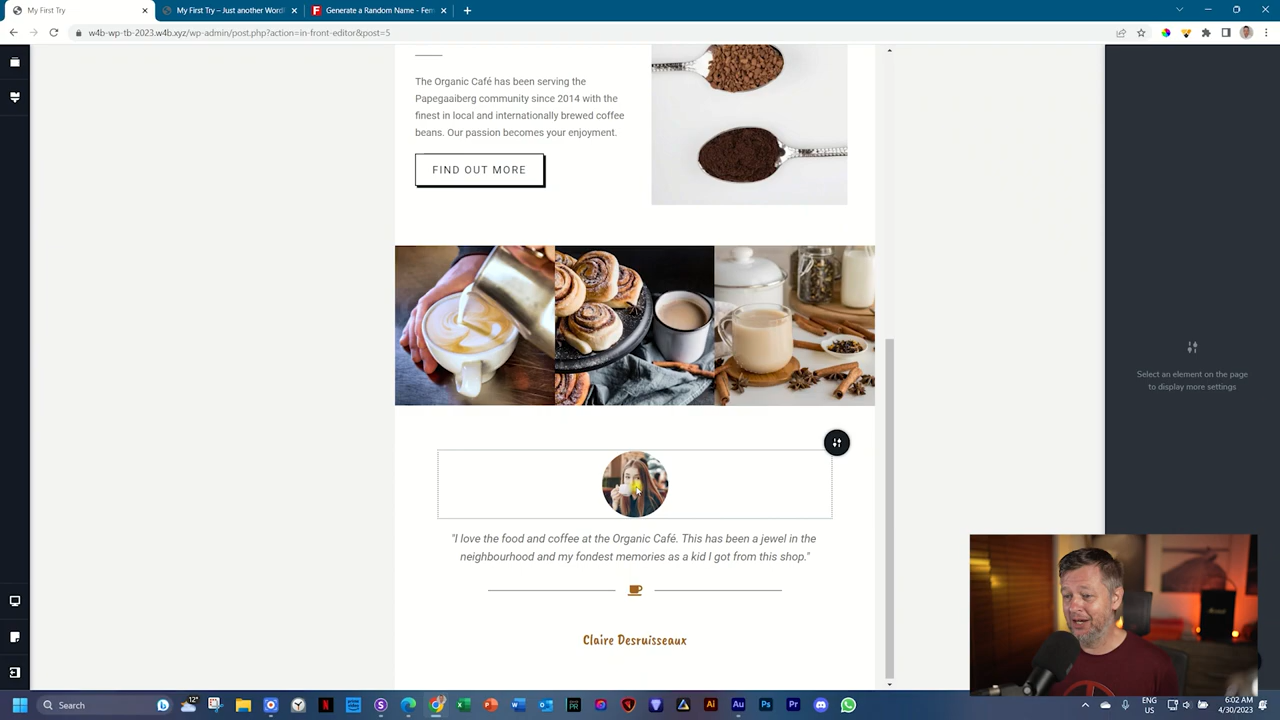 My First Try
My First Try – Just another Word
Generate a Random Name - Fem
w4b-wp-tb-2023.w4b.xyz/wp-admin/post.php?action=in-front-editor&post=5
The Organic Café has been serving the
Papegaaiberg community since 2014 with the
finest in local and internationally brewed coffee
beans. Our passion becomes your enjoyment.
FIND OUT MORE
Select an element on the page
to display more settings
"I love the food and coffee at the Organic Café. This has been a jewel in the
neighbourhood and my fondest memories as a kid I got from this shop."
Claire Desruisseaux
Search
12°
ENG
US
6:02 AM
4/30/2023